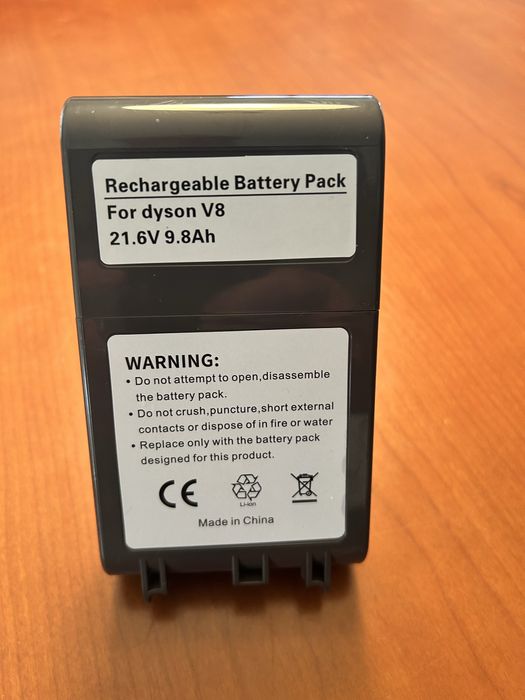 Rechargeable Battery Pack
For dyson V8
21.6V 9.8Ah
WARNING:
• Do not attempt to open,disassemble
the battery pack.
• Do not crush,puncture,short external
contacts or dispose of in fire or water
• Replace only with the battery pack
designed for this product.
CE
Li-ion
Made in China